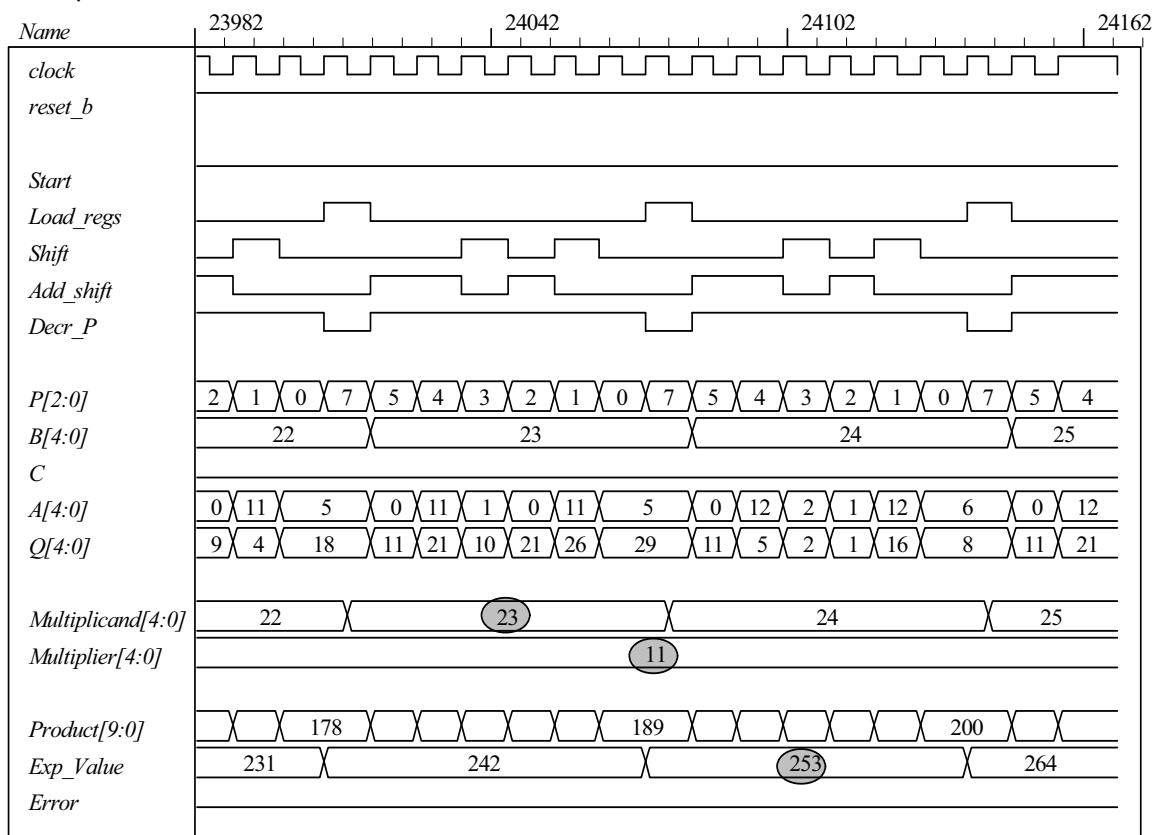 Name 23982 24042 24102 24162
clock
reset_b
Start
Load_regs
Shift
Add_shift
Decr_P
P[2:0] 2 1 0 7 5 4 3 2 1 0 7 5 4 3 2 1 0 7 5 4
B[4:0] 22 23 24 25
C
A[4:0] 0 11 5 0 11 1 0 11 5 0 12 2 1 12 6 0 12
Q[4:0] 9 4 18 11 21 10 21 26 29 11 5 2 1 16 8 11 21
Multiplicand[4:0] 22 23 24 25
Multiplier[4:0] 11
Product[9:0] 178 189 200
Exp_Value 231 242 253 264
Error